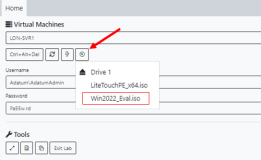 Home
Virtual Machines
LON-SVR1
Ctrl+Alt+Del
Drive 1
LiteTouchPE_x64.iso
Win2022_Eval.iso
Username
Adatum\AdatumAdmin
Password
Pa55w.rd
Tools
Exit Lab